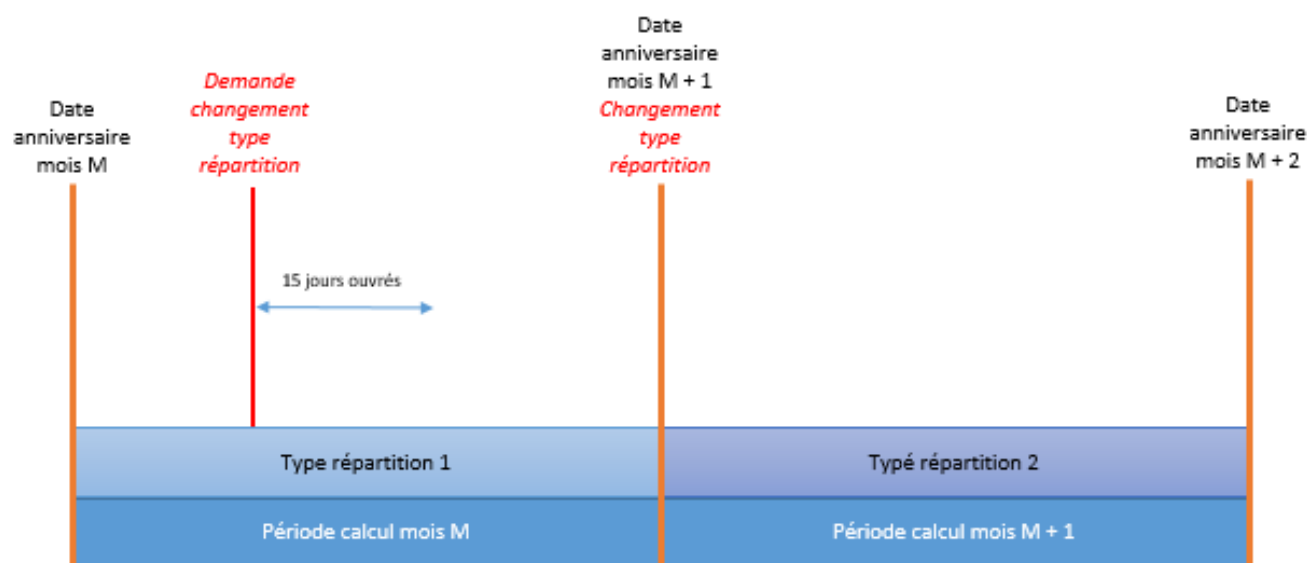 Date
anniversaire
mois M
Demande
changement
type
répartition
Date
anniversaire
mois M + 1
Changement
type
répartition
Date
anniversaire
mois M + 2
15 jours ouvrés
Type répartition 1
Typé répartition 2
Période calcul mois M
Période calcul mois M + 1